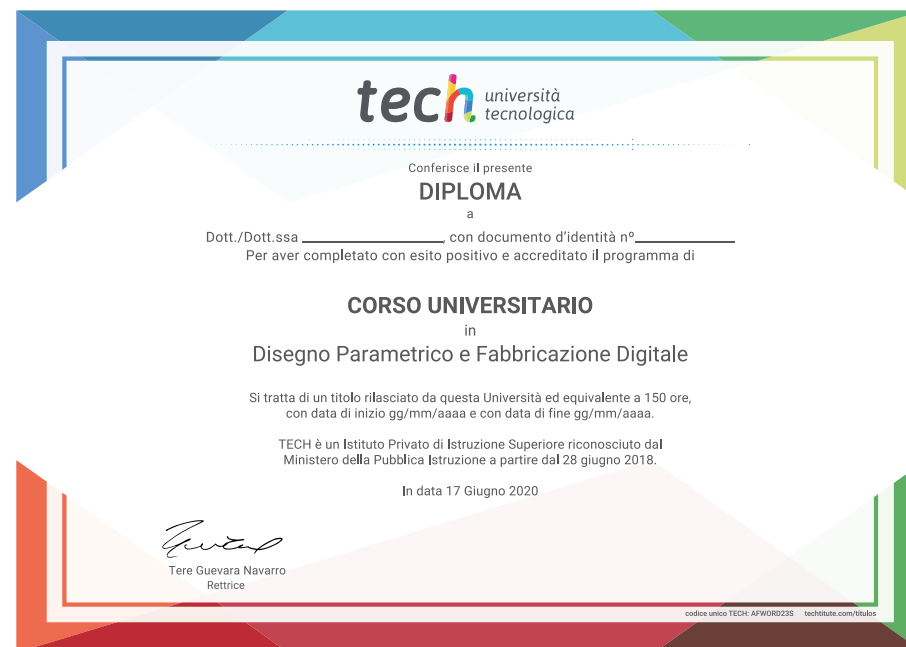 tech università
tecnologica
Conferisce il presente
DIPLOMA
a
Dott./Dott.ssa ____________________, con documento d'identità nº______________
Per aver completato con esito positivo e accreditato il programma di
CORSO UNIVERSITARIO
in
Disegno Parametrico e Fabbricazione Digitale
Si tratta di un titolo rilasciato da questa Università ed equivalente a 150 ore,
con data di inizio gg/mm/aaaa e con data di fine gg/mm/aaaa.
TECH è un Istituto Privato di Istruzione Superiore riconosciuto dal
Ministero della Pubblica Istruzione a partire dal 28 giugno 2018.
In data 17 Giugno 2020
Tere Guevara Navarro
Rettrice
codice unico TECH: AFWORD23S techtitute.com/titulos